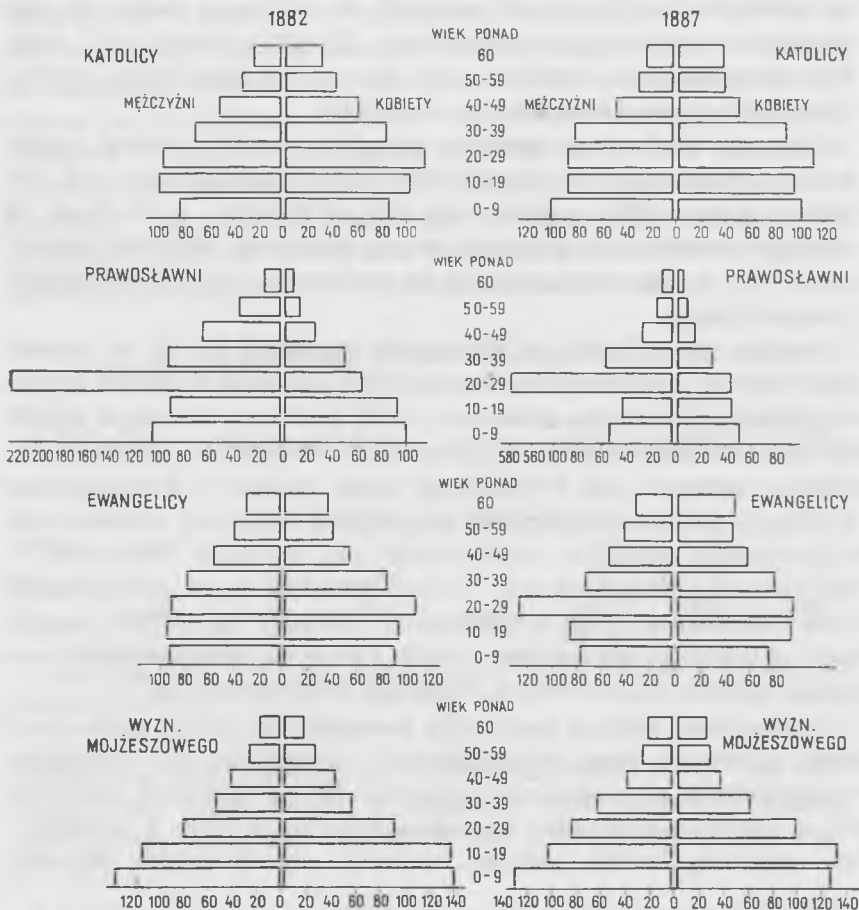 1882 1887
WIEK PONAD
KATOLICY 60 KATOLICY
50-59
MĘŻCZYŹNI KOBIETY 40-49 MĘŻCZYŹNI KOBIETY
30-39
20-29
10-19
0-9
100 80 60 40 20 0 20 40 60 80 100 120 100 80 60 40 20 0 20 40 60 80 100 120
WIEK PONAD
PRAWOSŁAWNI 60 PRAWOSŁAWNI
50-59
40-49
30-39
20-29
10-19
0-9
220 200 180 160 140 120 100 80 60 40 20 0 20 40 60 80 100 580 560 100 80 60 40 20 0 20 40 60 80
WIEK PONAD
EWANGELICY 60 EWANGELICY
50-59
40-49
30-39
20-29
10 19
0-9
100 80 60 40 20 0 20 40 60 80 100 120 120 100 80 60 40 20 0 20 40 60 80
WIEK PONAD
WYZN. MOJŻESZOWEGO 60 WYZN. MOJŻESZOWEGO
50-59
40-49
30-39
20-29
10-19
0-9
120 100 80 60 40 20 0 20 40 60 80 100 120 140 140 120 100 80 60 40 20 0 20 40 60 80 100 120 140